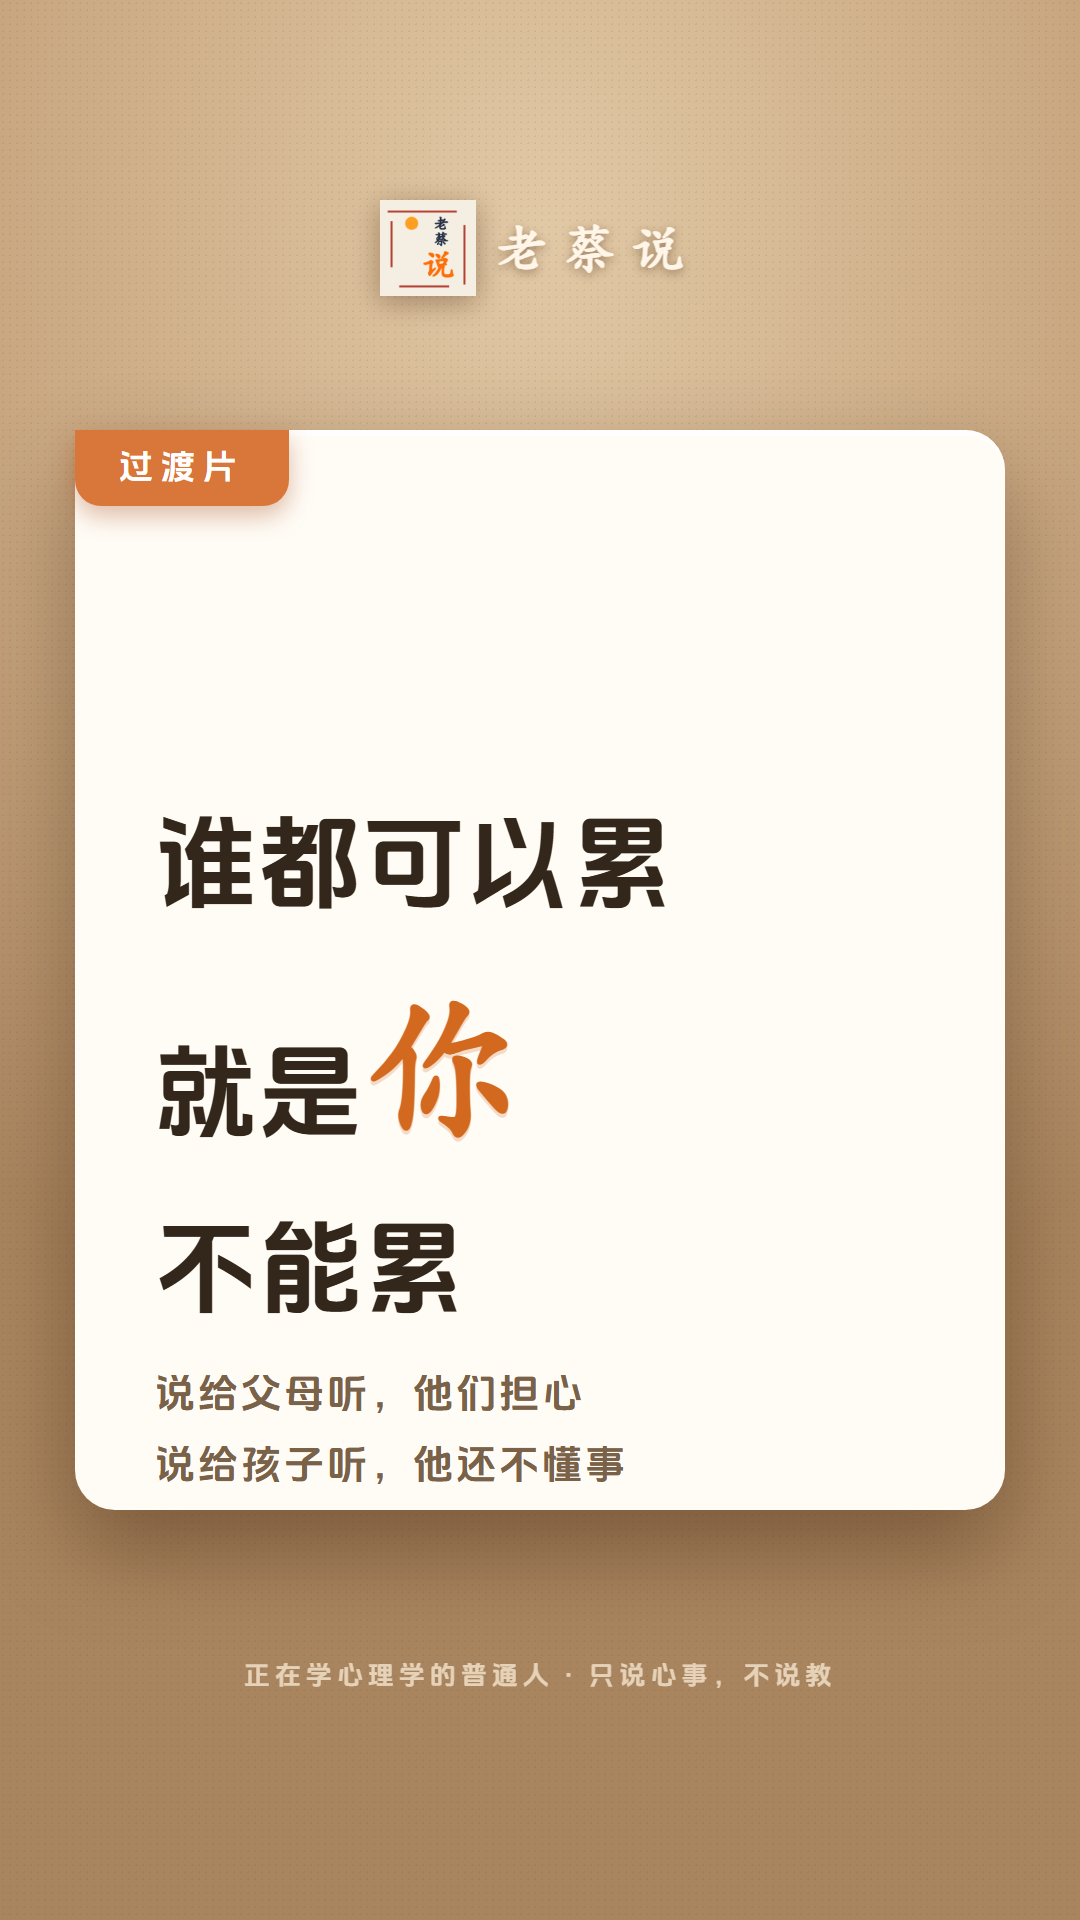 老蔡
说
老蔡说
过渡片
谁都可以累
就是你
不能累
说给父母听，他们担心
说给孩子听，他还不懂事
正在学心理学的普通人 · 只说心事，不说教